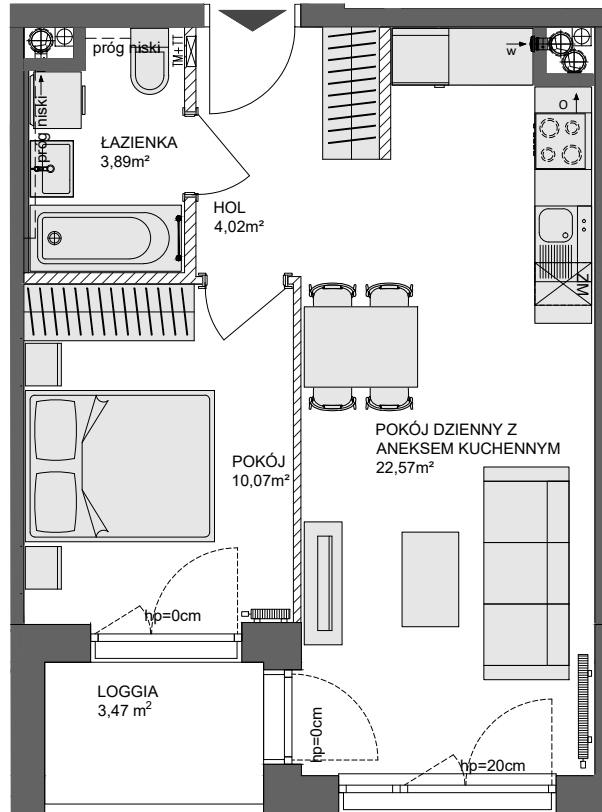 próg niski
TM+TT
w
próg niski
O
ŁAZIENKA
3,89m²
HOL
4,02m²
ZM
POKÓJ DZIENNY Z
ANEKSEM KUCHENNYM
22,57m²
POKÓJ
10,07m²
hp=0cm
LOGGIA
3,47 m²
hp=0cm
hp=20cm